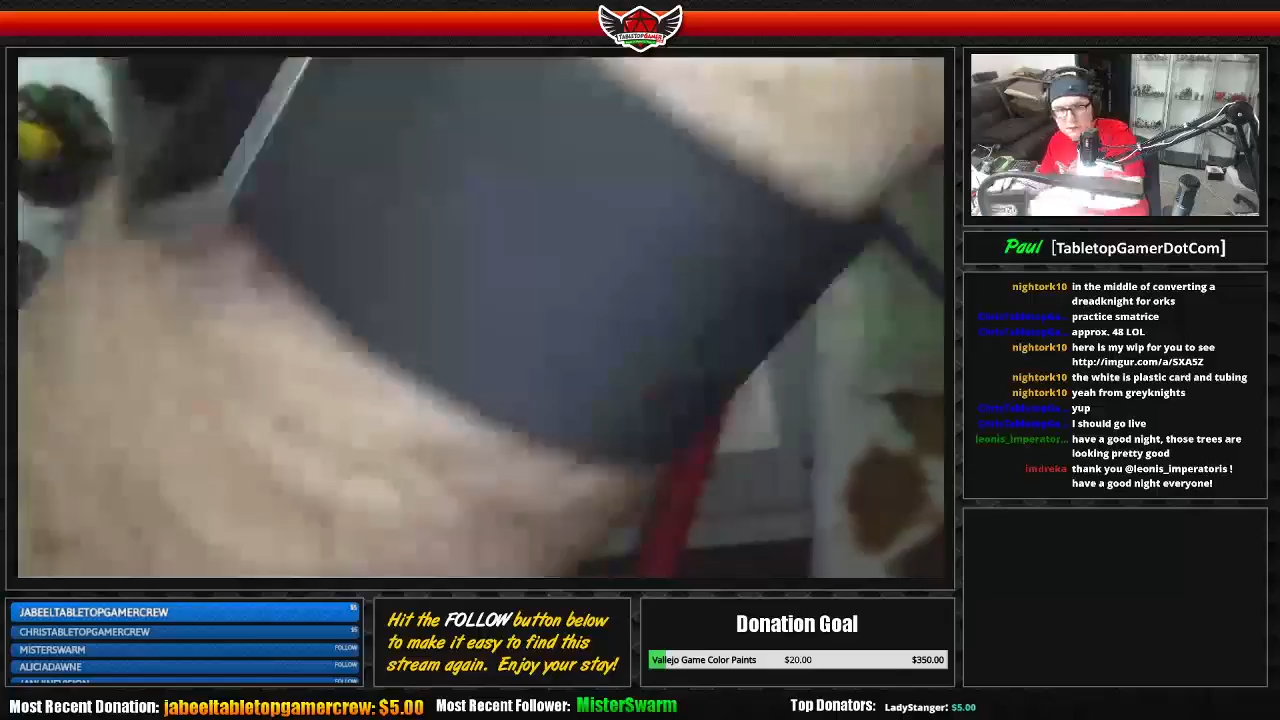 TABLETOPGAMER
Paul [TabletopGamerDotCom]
nightork10 in the middle of converting a
dreadknight for orks
practice smatrice
approx. 48 LOL
nightork10 here is my wip for you to see
http://imgur.com/a/SXA5Z
nightork10 the white is plastic card and tubing
nightork10 yeah from greyknights
yup
I should go live
leonis_imperator... have a good night, those trees are
looking pretty good
imdreka thank you @leonis_imperatoris !
have a good night everyone!
JABEELTABLETOPGAMERCREW $5
CHRISTABLETOPGAMERCREW $5
MISTERSWARM FOLLOW
ALICIADAWNE FOLLOW
Hit the FOLLOW button below
to make it easy to find this
stream again. Enjoy your stay!
Donation Goal
Vallejo Game Color Paints $20.00 $350.00
Most Recent Donation: jabeeltabletopgamercrew: $5.00 Most Recent Follower: MisterSwarm Top Donators: LadyStanger: $5.00